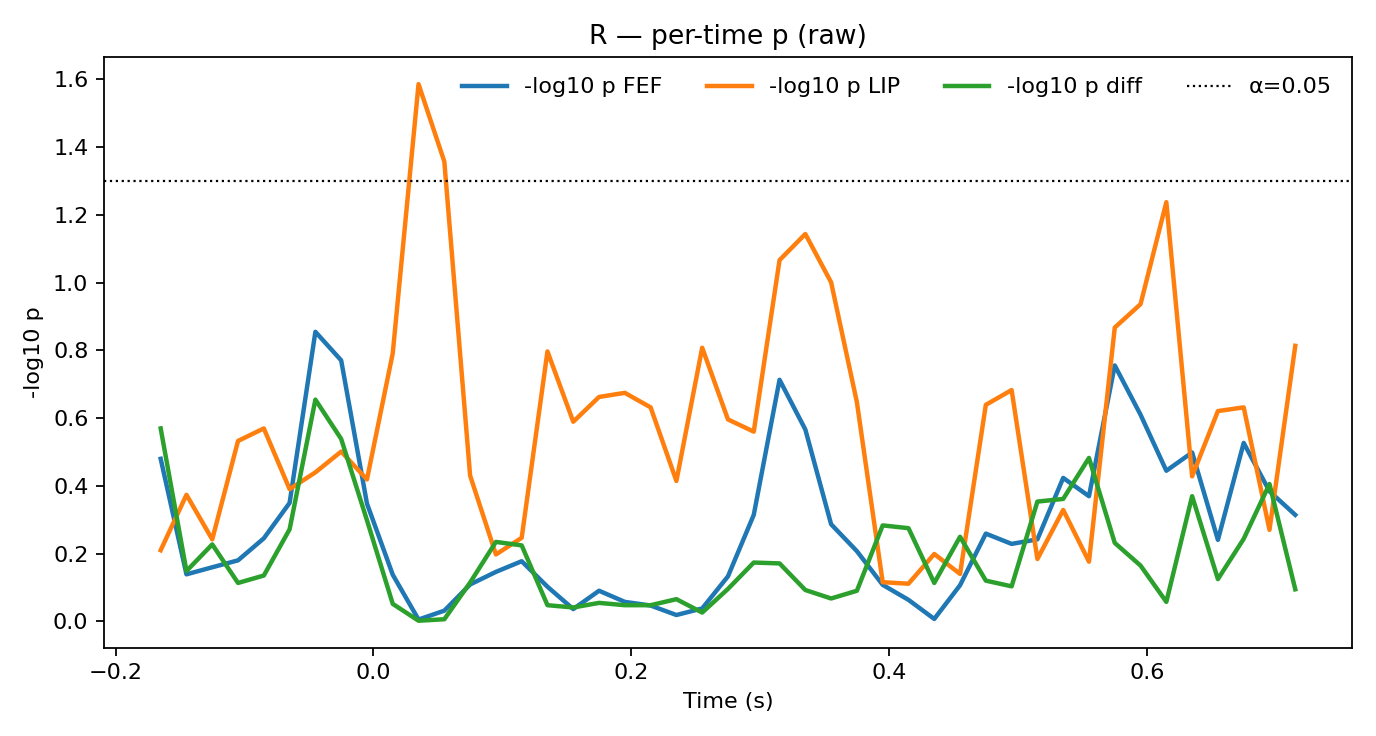 R — per-time p (raw)
-log10 p FEF
-log10 p LIP
-log10 p diff
α=0.05
1.6
1.4
1.2
1.0
0.8
0.6
0.4
0.2
0.0
-log10 p
−0.2
0.0
0.2
0.4
0.6
Time (s)